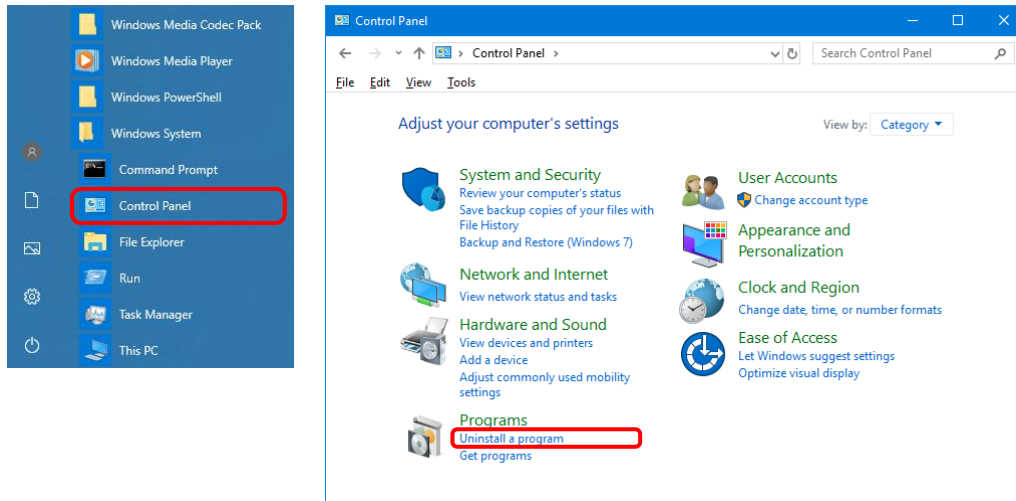 Windows Media Codec Pack
Windows Media Player
Windows PowerShell
Windows System
Command Prompt
Control Panel
File Explorer
Run
Task Manager
This PC
Control Panel
Control Panel
Search Control Panel
File Edit View Tools
Adjust your computer's settings
View by: Category
System and Security
Review your computer's status
Save backup copies of your files with
File History
Backup and Restore (Windows 7)
Network and Internet
View network status and tasks
Hardware and Sound
View devices and printers
Add a device
Adjust commonly used mobility
settings
Programs
Uninstall a program
Get programs
User Accounts
Change account type
Appearance and
Personalization
Clock and Region
Change date, time, or number formats
Ease of Access
Let Windows suggest settings
Optimize visual display